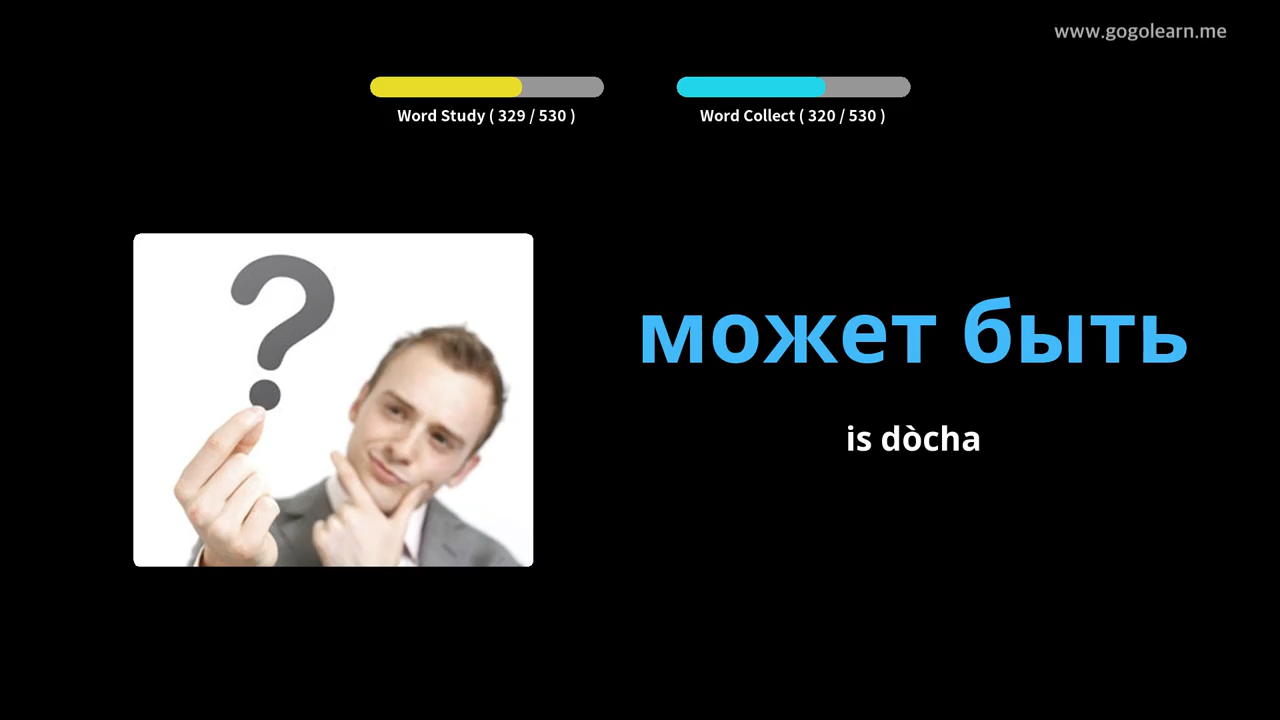 www.gogolearn.me
Word Study ( 329 / 530 )
Word Collect ( 320 / 530 )
может быть
is dòcha